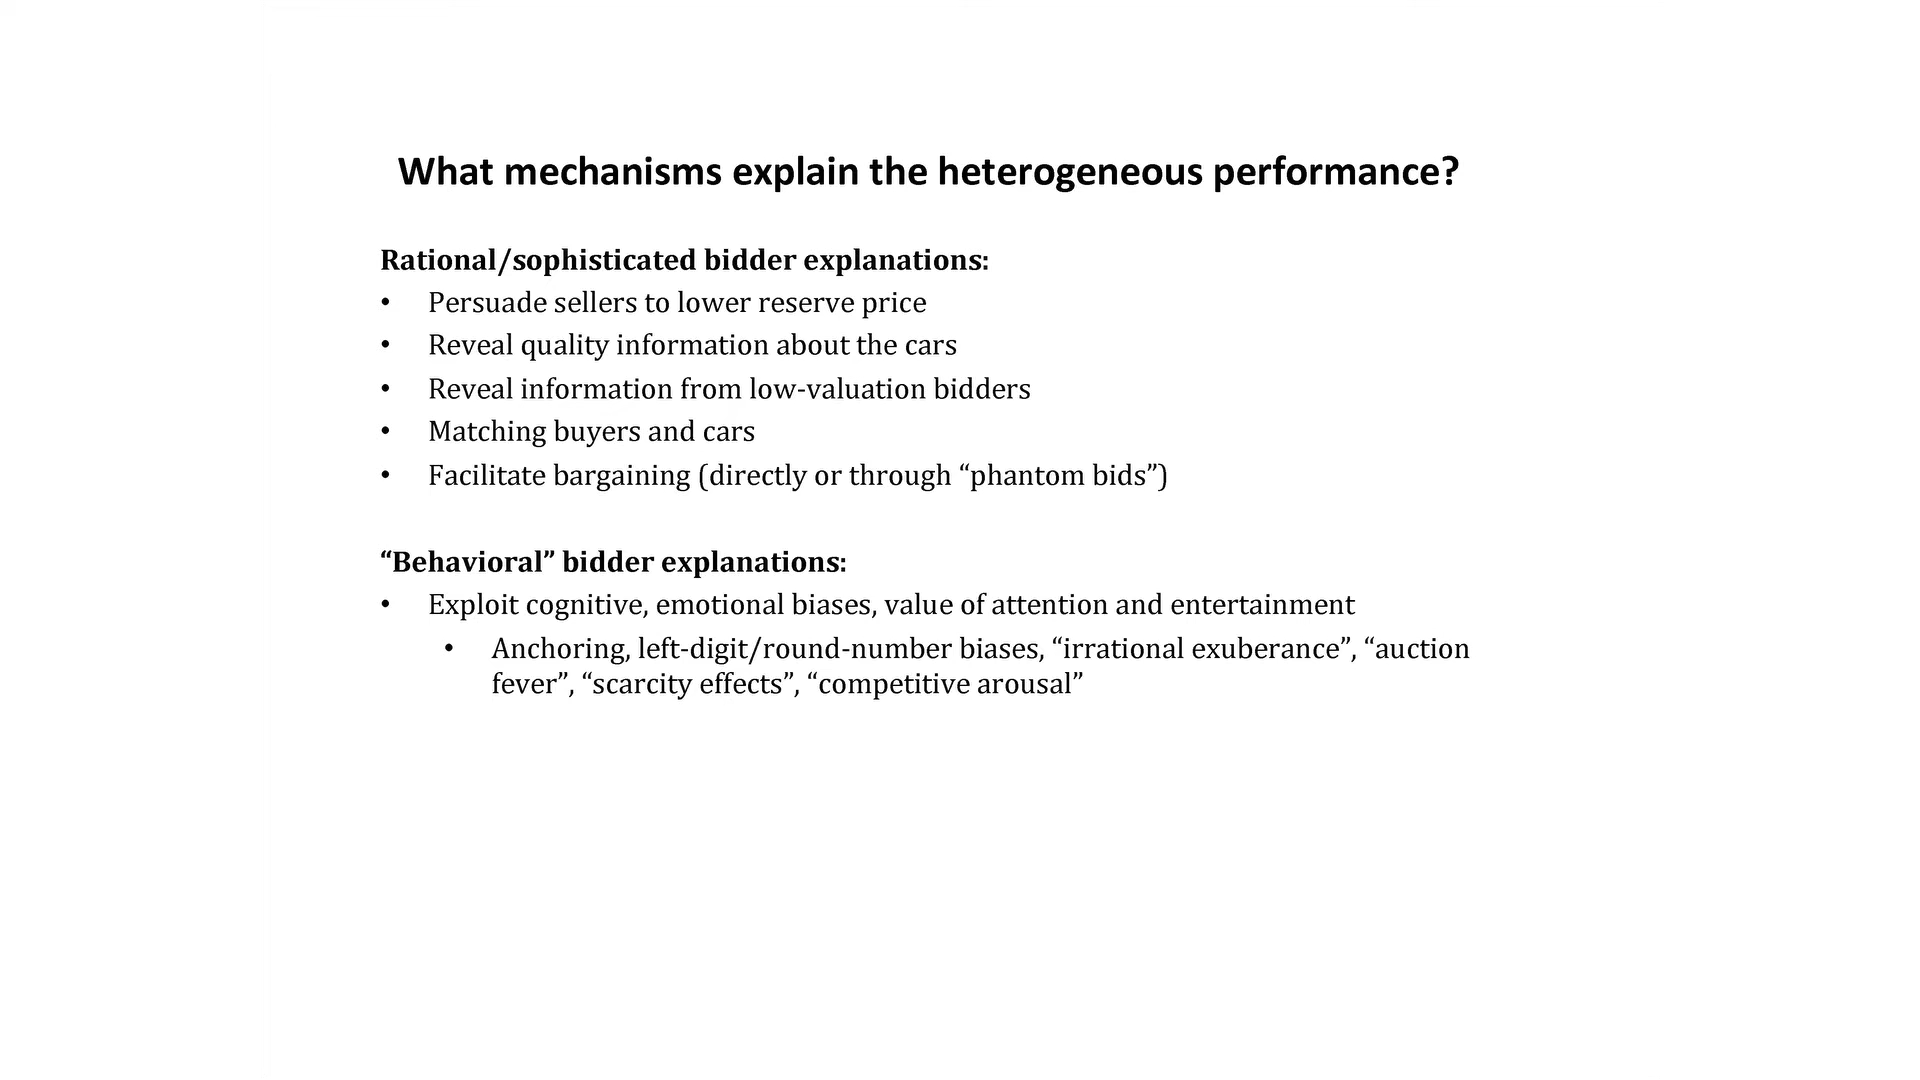 What mechanisms explain the heterogeneous performance?
Rational/sophisticated bidder explanations:
• Persuade sellers to lower reserve price
• Reveal quality information about the cars
• Reveal information from low-valuation bidders
• Matching buyers and cars
• Facilitate bargaining (directly or through “phantom bids”)
“Behavioral” bidder explanations:
• Exploit cognitive, emotional biases, value of attention and entertainment
• Anchoring, left-digit/round-number biases, “irrational exuberance”, “auction
fever”, “scarcity effects”, “competitive arousal”